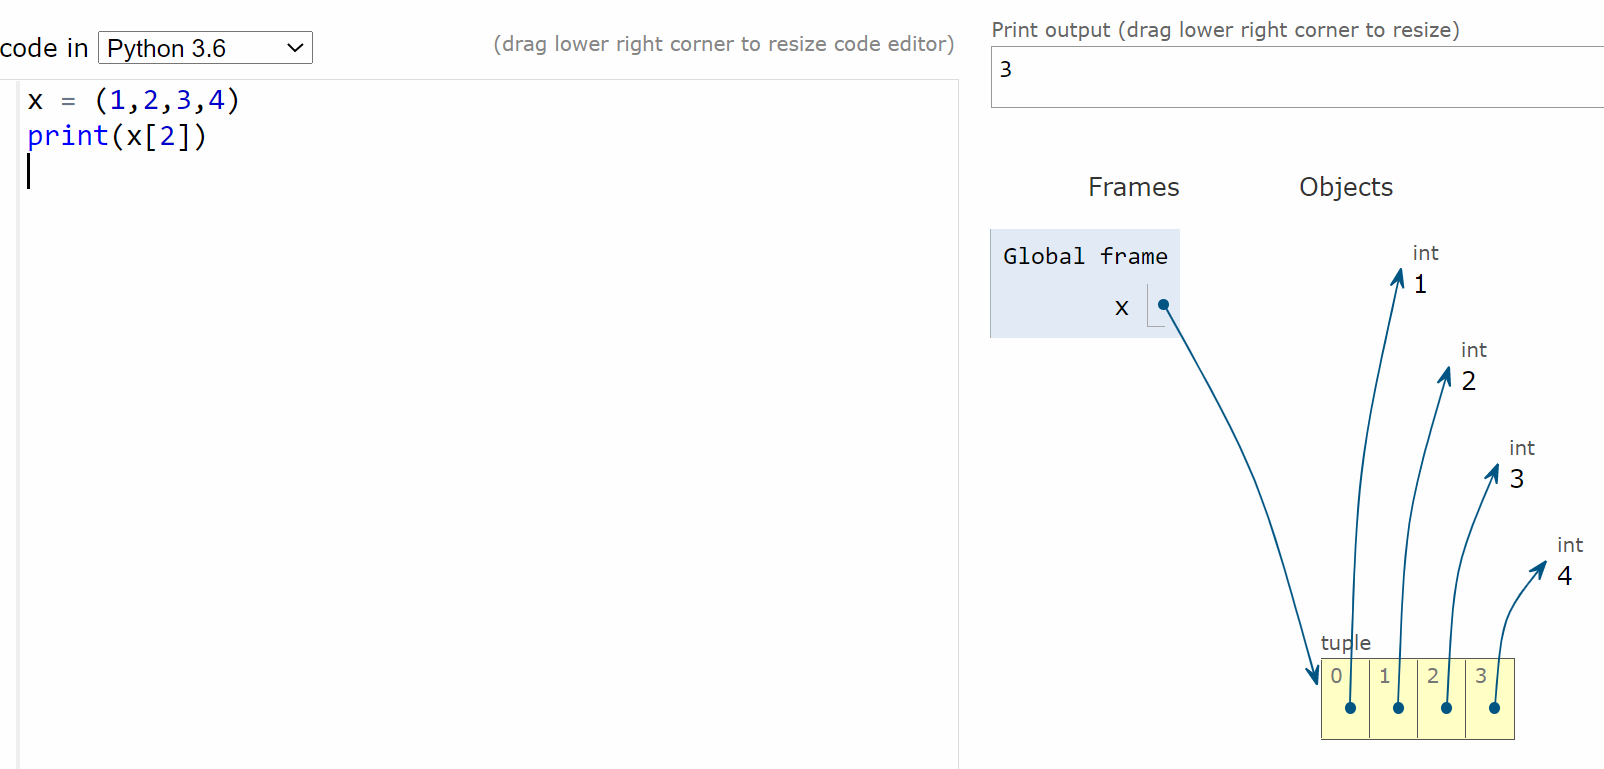 code in Python 3.6
(drag lower right corner to resize code editor)
x = (1,2,3,4)
print(x[2])
Print output (drag lower right corner to resize)
3
Frames
Objects
Global frame
x
int
1
int
2
int
3
int
4
tuple
0 1 2 3